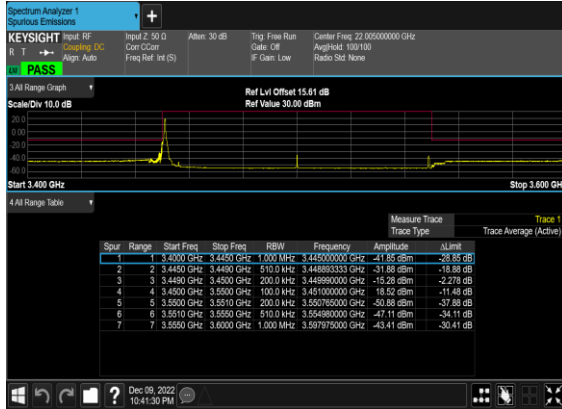 Spectrum Analyzer 1
Spurious Emissions
+
KEYSIGHT Input: RF Input Z: 50 Ω Atten: 30 dB Trig: Free Run Center Freq: 22.005000000 GHz
R T Coupling: DC Corr CCorr Gate: Off Avg|Hold: 100/100
Align: Auto Freq Ref: Int (S) IF Gain: Low Radio Std: None
PASS
3 All Range Graph
Ref Lvl Offset 15.61 dB
Scale/Div 10.0 dB Ref Value 30.00 dBm
20.0
0.00
-20.0
-40.0
-60.0
Start 3.400 GHz Stop 3.600 GH
4 All Range Table
Measure Trace Trace 1
Trace Type Trace Average (Active)
Spur Range Start Freq Stop Freq RBW Frequency Amplitude ΔLimit
1 1 3.4000 GHz 3.4450 GHz 1.000 MHz 3.445000000 GHz -41.85 dBm -28.85 dB
2 2 3.4450 GHz 3.4490 GHz 510.0 kHz 3.448893333 GHz -31.88 dBm -18.88 dB
3 3 3.4490 GHz 3.4500 GHz 200.0 kHz 3.449990000 GHz -15.28 dBm -2.278 dB
4 4 3.4500 GHz 3.5500 GHz 100.0 kHz 3.451000000 GHz 18.52 dBm -11.48 dB
5 5 3.5500 GHz 3.5510 GHz 200.0 kHz 3.550765000 GHz -50.88 dBm -37.88 dB
6 6 3.5510 GHz 3.5550 GHz 510.0 kHz 3.554980000 GHz -47.11 dBm -34.11 dB
7 7 3.5550 GHz 3.6000 GHz 1.000 MHz 3.597975000 GHz -43.41 dBm -30.41 dB
? Dec 09, 2022
10:41:30 PM